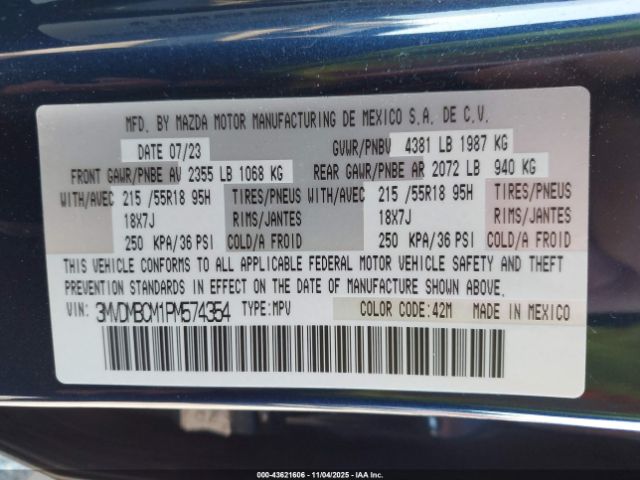 MFD. BY MAZDA MOTOR MANUFACTURING DE MEXICO S.A. DE C.V.
DATE 07/23 GVWR/PNBV 4381 LB 1987 KG
FRONT GAWR/PNBE AV 2355 LB 1068 KG REAR GAWR/PNBE AR 2072 LB 940 KG
WITH/AVEC 215 /55R18 95H TIRES/PNEUS WITH/AVEC 215 /55R18 95H TIRES/PNEUS
18X7J RIMS/JANTES 18X7J RIMS/JANTES
250 KPA/36 PSI COLD/A FROID 250 KPA/36 PSI COLD/A FROID
THIS VEHICLE CONFORMS TO ALL APPLICABLE FEDERAL MOTOR VEHICLE SAFETY AND THEFT
PREVENTION STANDARDS IN EFFECT ON THE DATE OF MANUFACTURE SHOWN ABOVE.
VIN: 3MVDMBCM1PM574354 TYPE:MPV COLOR CODE:42M MADE IN MEXICO
000-43621606 - 11/04/2025 - IAA Corp.